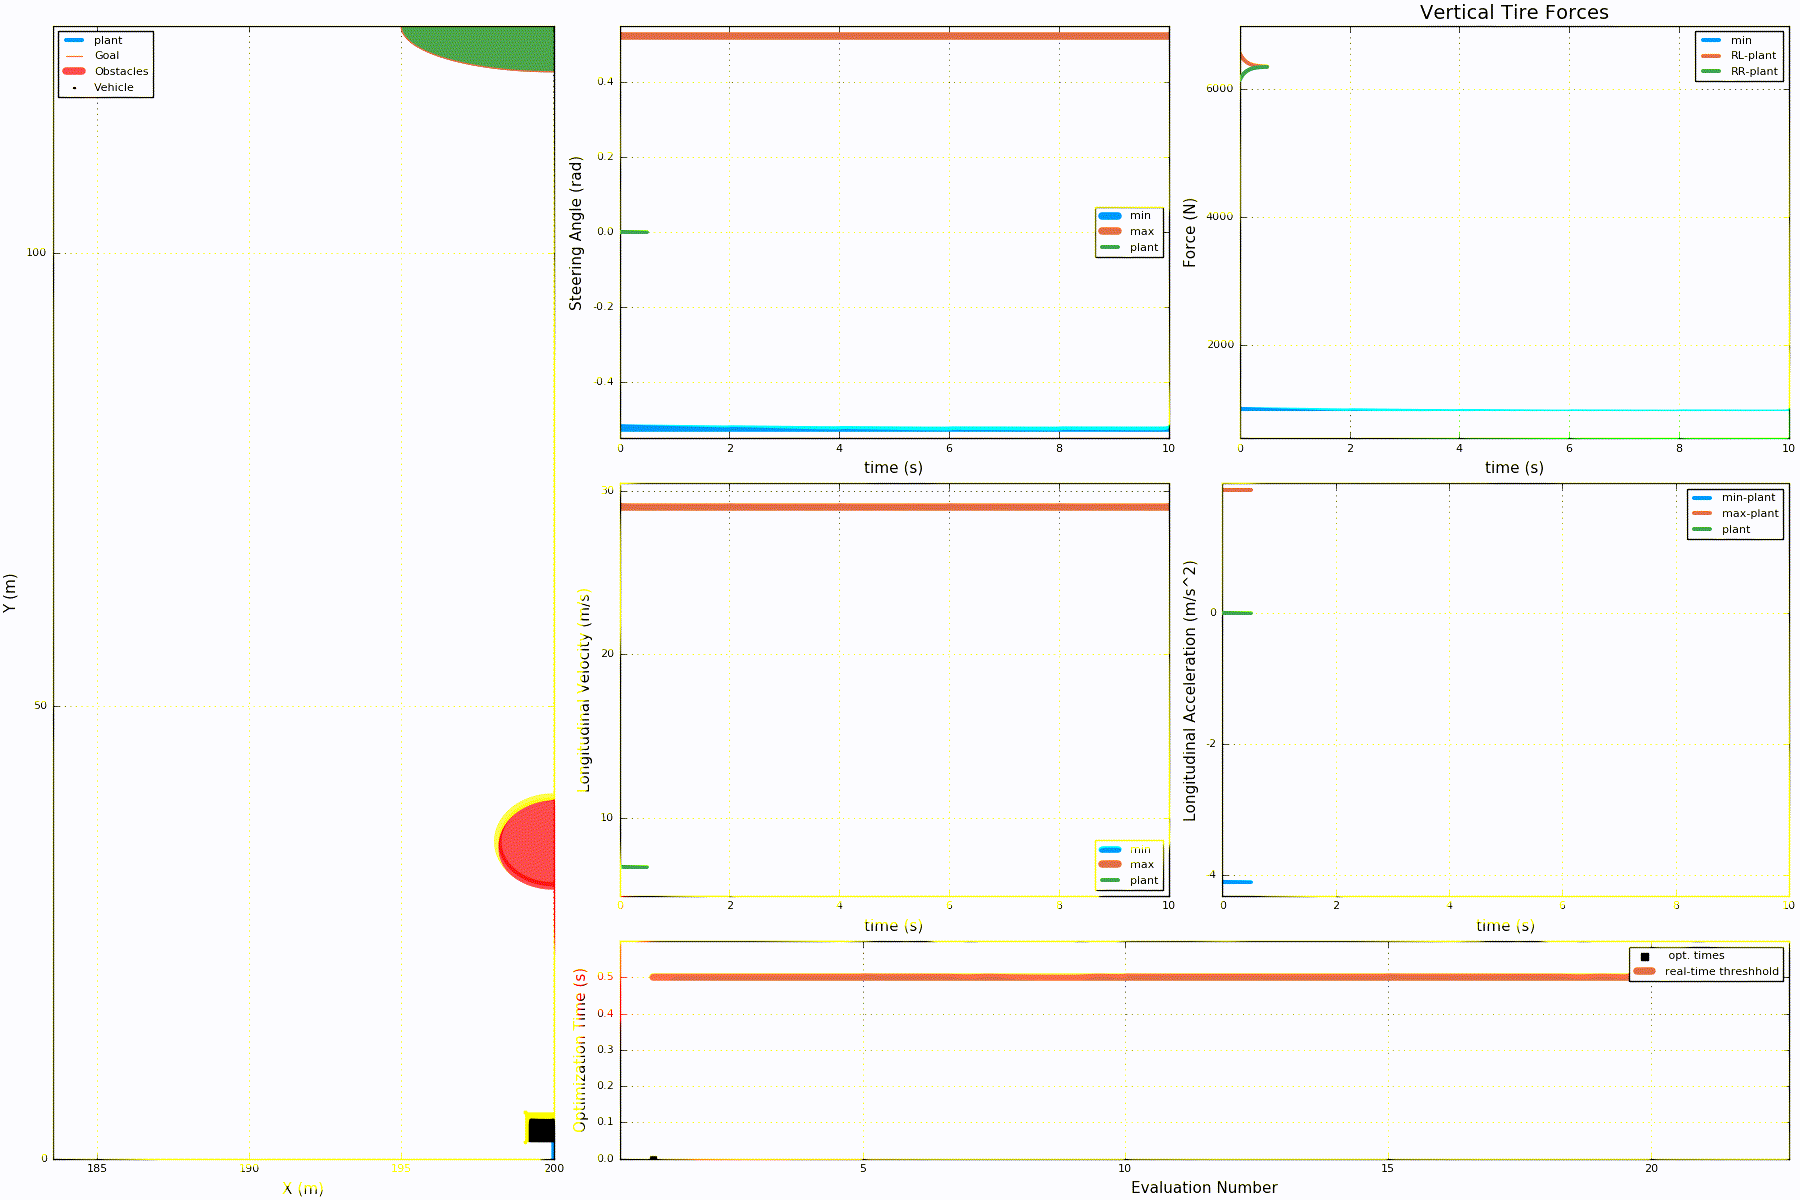 plant
Goal
Obstacles
Vehicle
100
50
0
185
190
195
200
Y (m)
X (m)
0.4
0.2
0.0
-0.2
-0.4
Steering Angle (rad)
min
max
plant
0
2
4
6
8
10
time (s)
Vertical Tire Forces
6000
4000
2000
Force (N)
min
RL-plant
RR-plant
0
2
4
6
8
10
time (s)
30
20
10
Longitudinal Velocity (m/s)
min
max
plant
0
2
4
6
8
10
time (s)
0
-2
-4
Longitudinal Acceleration (m/s^2)
min-plant
max-plant
plant
0
2
4
6
8
10
time (s)
0.5
0.4
0.3
0.2
0.1
0.0
Optimization Time (s)
opt. times
real-time threshhold
5
10
15
20
Evaluation Number